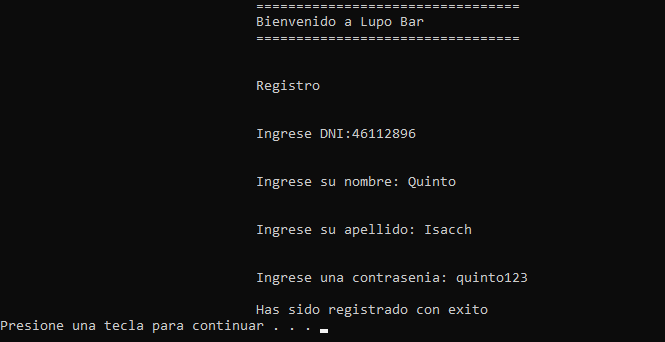 =================================
Bienvenido a Lupo Bar
=================================
Registro
Ingrese DNI:46112896
Ingrese su nombre: Quinto
Ingrese su apellido: Isacch
Ingrese una contrasenia: quinto123
Has sido registrado con exito
Presione una tecla para continuar . . .